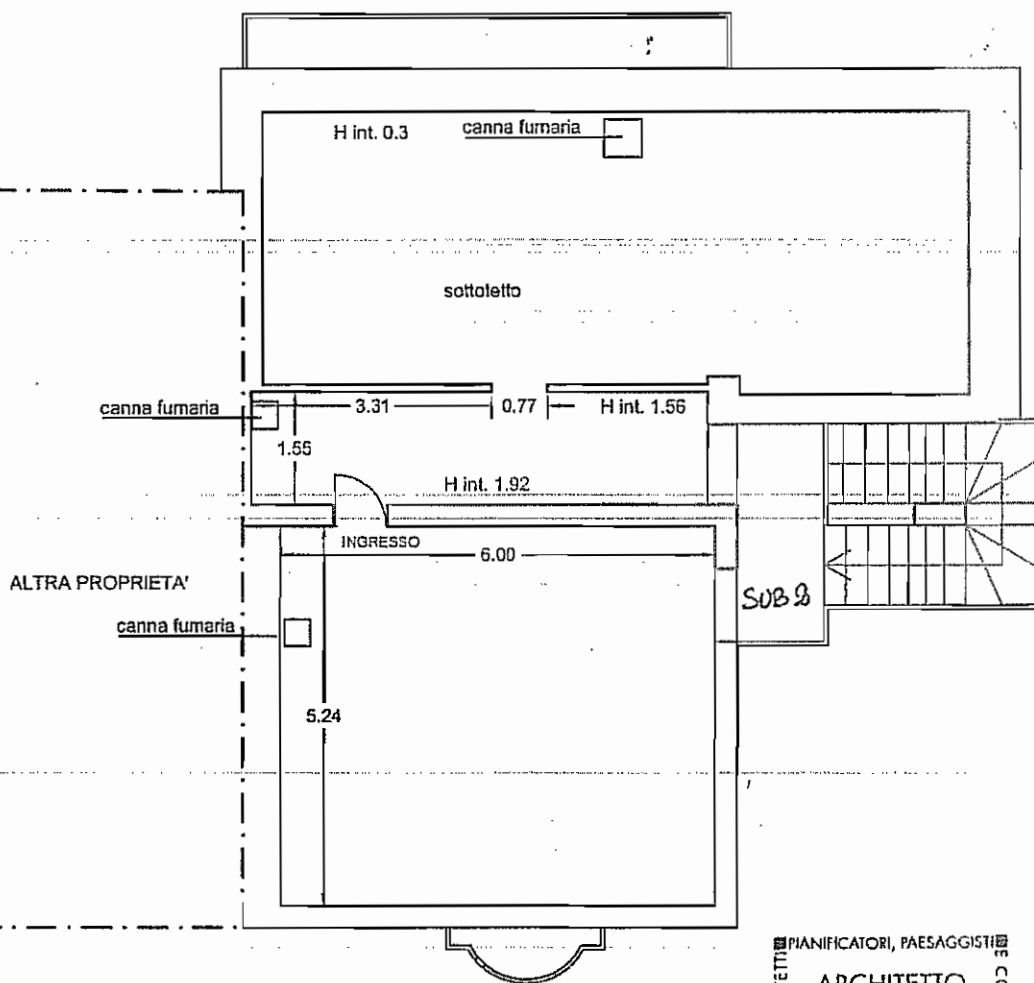 H int. 0.3
canna fumaria
sottotetto
canna fumaria
3.31
0.77
H int. 1.56
1.55
H int. 1.92
INGRESSO
6.00
ALTRA PROPRIETA'
SUB 2
canna fumaria
5.24
PIANIFICATORI, PAESAGGISTI
ARCHITETTO